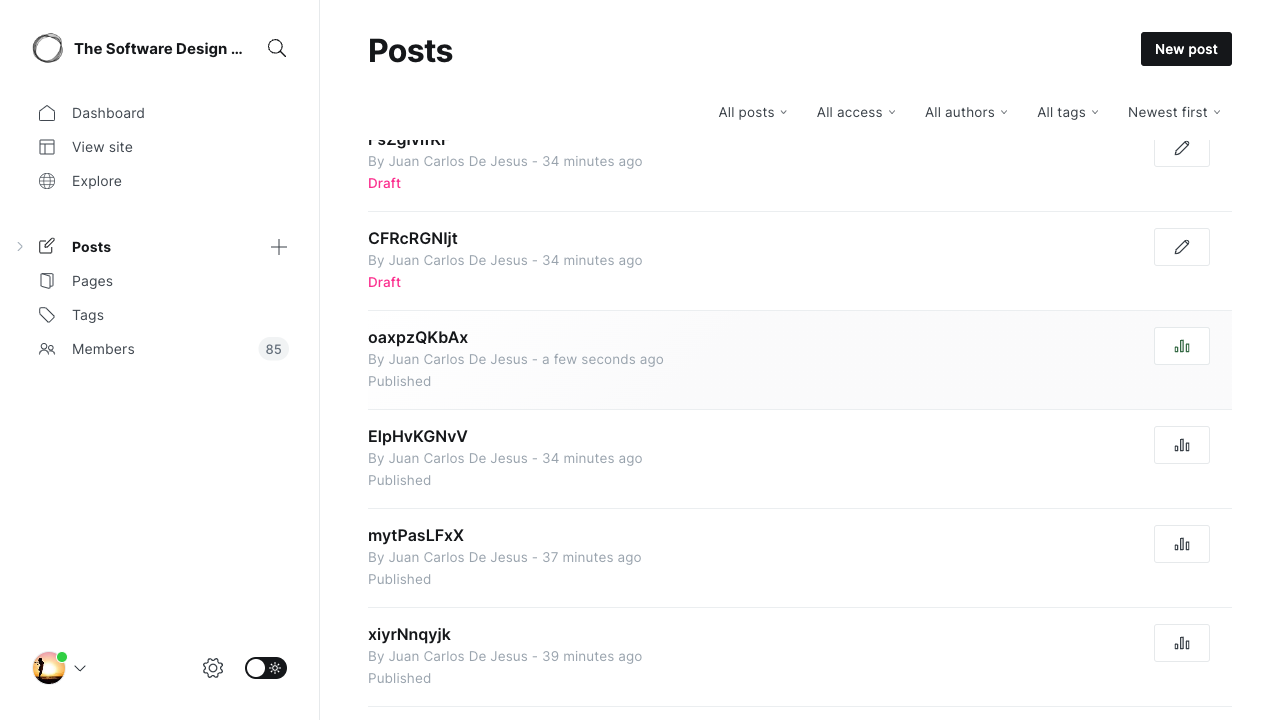 The Software Design ...
Dashboard
View site
Explore
Posts
Pages
Tags
Members
85
Posts
New post
All posts
All access
All authors
All tags
Newest first
By Juan Carlos De Jesus - 34 minutes ago
Draft
CFRcRGNIjt
By Juan Carlos De Jesus - 34 minutes ago
Draft
oaxpzQKbAx
By Juan Carlos De Jesus - a few seconds ago
Published
By Juan Carlos De Jesus - 34 minutes ago
Published
mytPasLFxX
By Juan Carlos De Jesus - 37 minutes ago
Published
xiyrNnqyjk
By Juan Carlos De Jesus - 39 minutes ago
Published